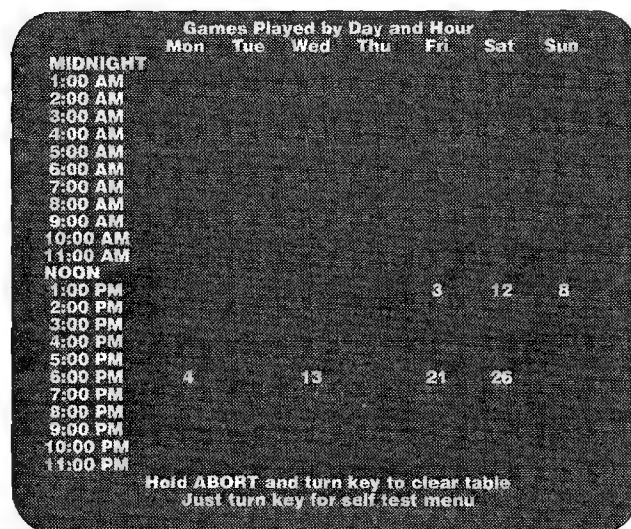 Games Played by Day and Hour
Mon Tue Wed Thu Fri Sat Sun
MIDNIGHT
1:00 AM
2:00 AM
3:00 AM
4:00 AM
5:00 AM
6:00 AM
7:00 AM
8:00 AM
9:00 AM
10:00 AM
11:00 AM
NOON
1:00 PM 3 12 8
2:00 PM
3:00 PM
4:00 PM
5:00 PM
6:00 PM 4 13 21 26
7:00 PM
8:00 PM
9:00 PM
10:00 PM
11:00 PM
Hold ABORT and turn key to clear table
Just turn key for self test menu